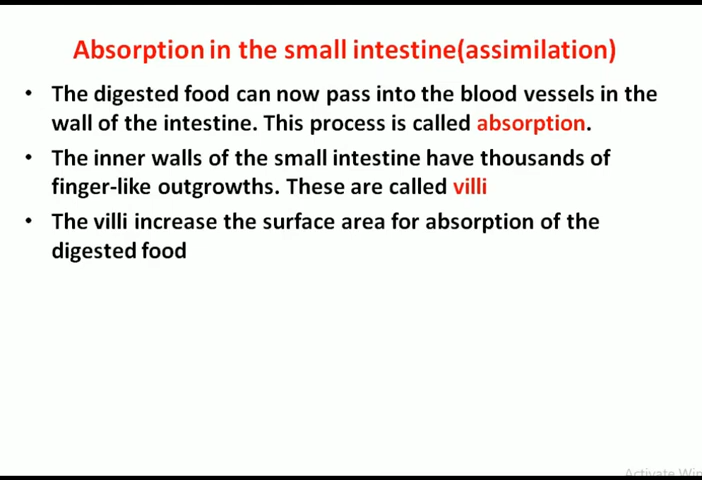 Absorption in the small intestine(assimilation)
• The digested food can now pass into the blood vessels in the
wall of the intestine. This process is called absorption.
• The inner walls of the small intestine have thousands of
finger-like outgrowths. These are called villi
• The villi increase the surface area for absorption of the
digested food
Activate Win